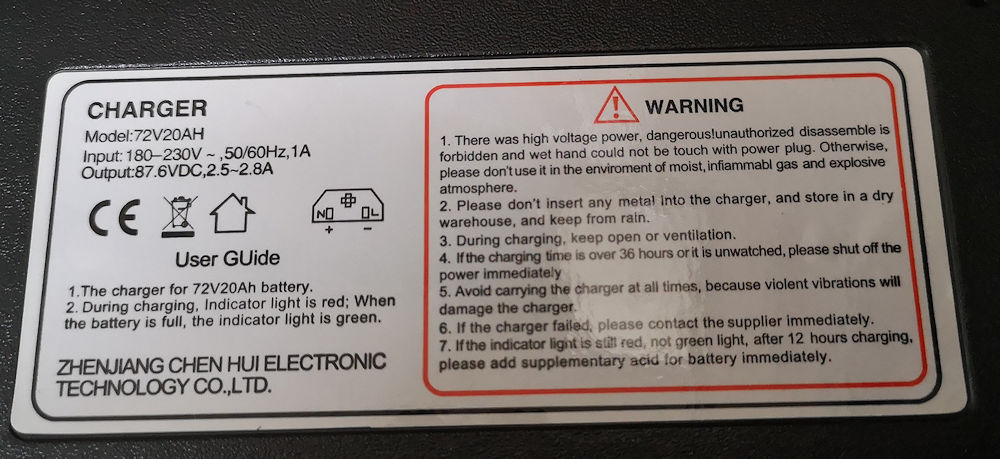 CHARGER
Model:72V20AH
Input: 180–230V ~ ,50/60Hz,1A
Output:87.6VDC,2.5~2.8A
CE
N L
+ −
User GUide
1.The charger for 72V20Ah battery.
2. During charging, Indicator light is red; When
the battery is full, the indicator light is green.
ZHENJIANG CHEN HUI ELECTRONIC
TECHNOLOGY CO.,LTD.
WARNING
1. There was high voltage power, dangerous!unauthorized disassemble is
forbidden and wet hand could not be touch with power plug. Otherwise,
please don't use it in the enviroment of moist, infiammabl gas and explosive
atmosphere.
2. Please don't insert any metal into the charger, and store in a dry
warehouse, and keep from rain.
3. During charging, keep open or ventilation.
4. If the charging time is over 36 hours or it is unwatched, please shut off the
power immediately
5. Avoid carrying the charger at all times, because violent vibrations will
damage the charger.
6. If the charger failed, please contact the supplier immediately.
7. If the indicator light is still red, not green light, after 12 hours charging,
please add supplementary acid for battery immediately.